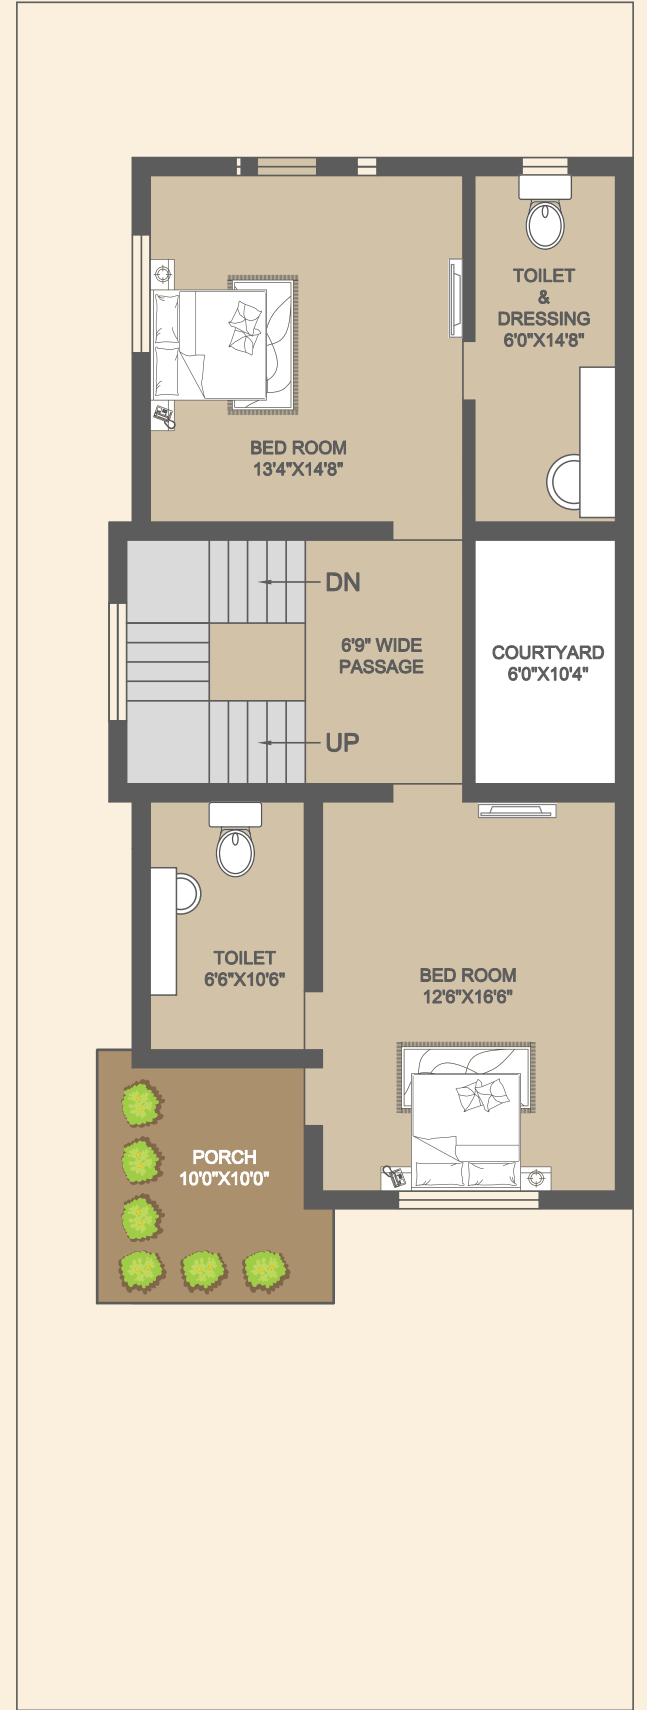 TOILET
&
DRESSING
6'0"X14'8"
BED ROOM
13'4"X14'8"
DN
6'9" WIDE
PASSAGE
COURTYARD
6'0"X10'4"
UP
TOILET
6'6"X10'6"
BED ROOM
12'6"X16'6"
PORCH
10'0"X10'0"